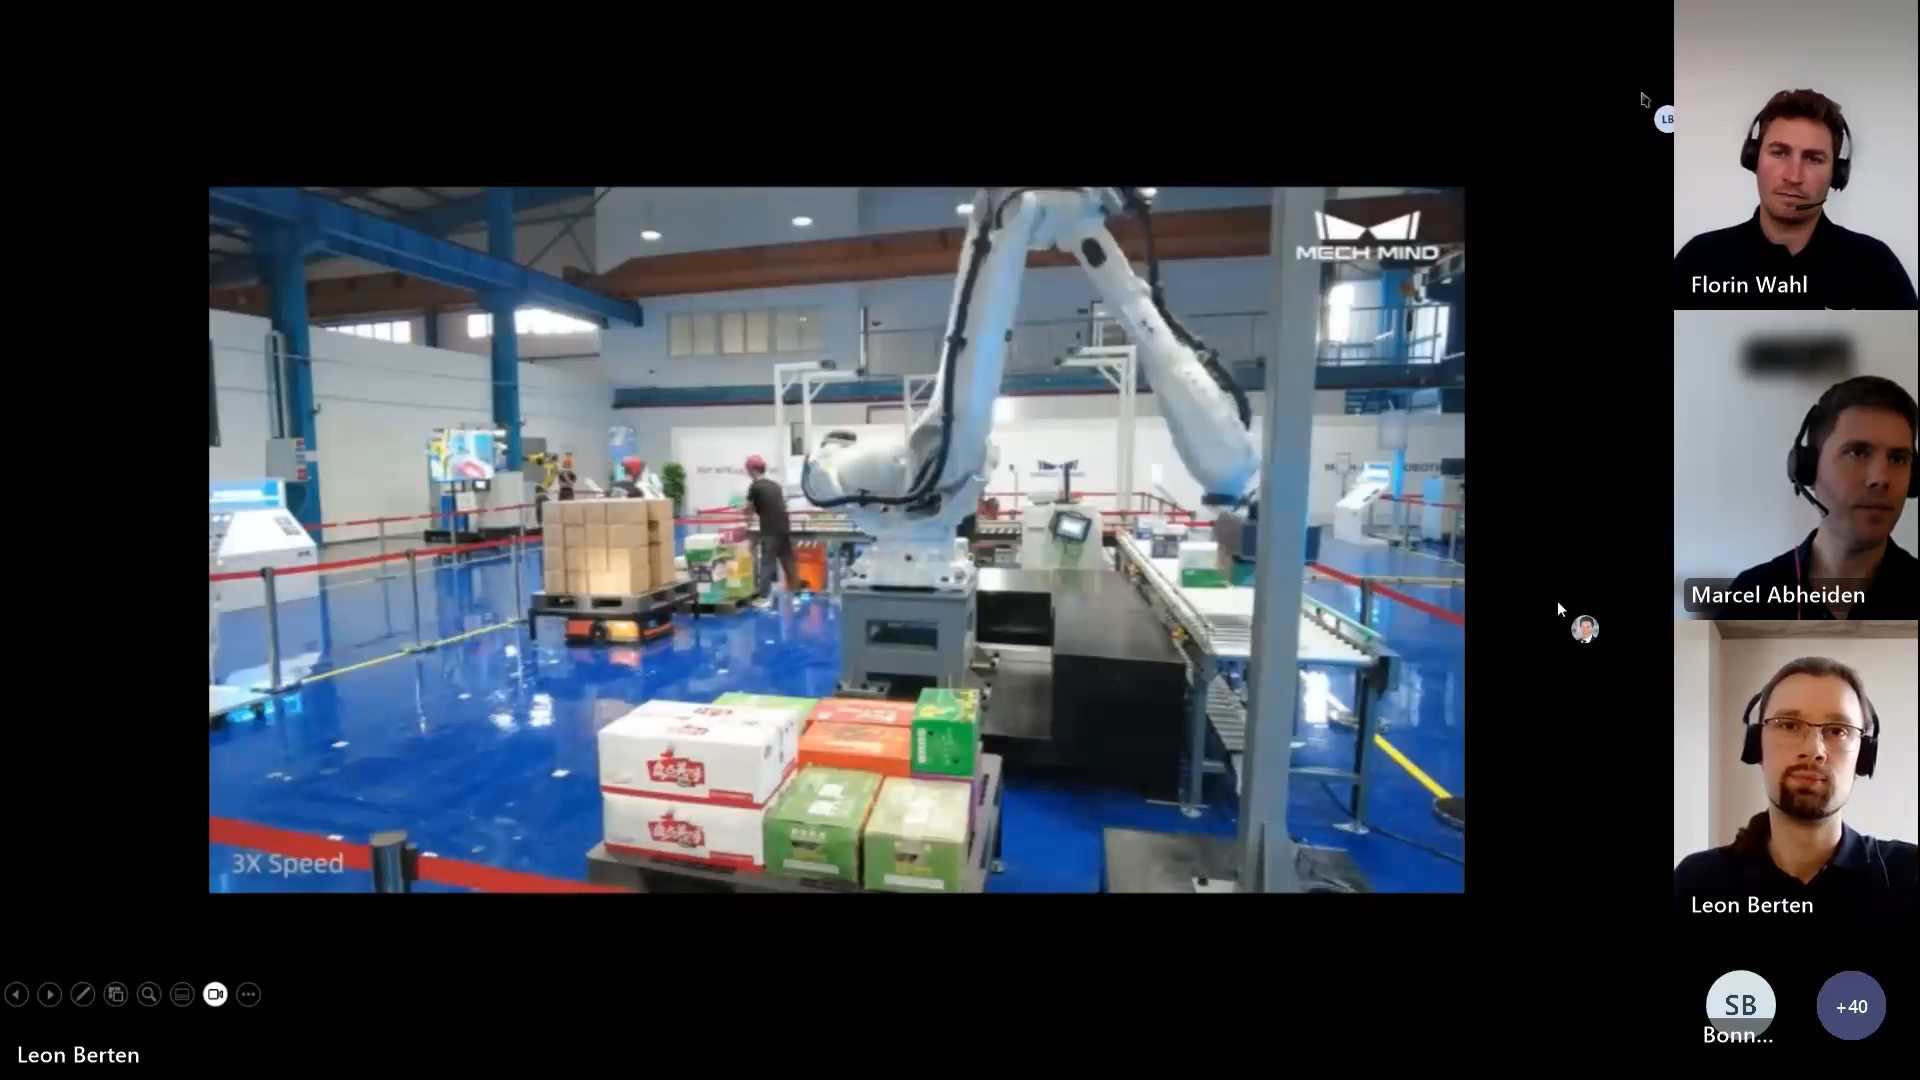 LB
MECH MIND
Florin Wahl
Marcel Abheiden
3X Speed
Leon Berten
SB
Bonn...
+40
Leon Berten